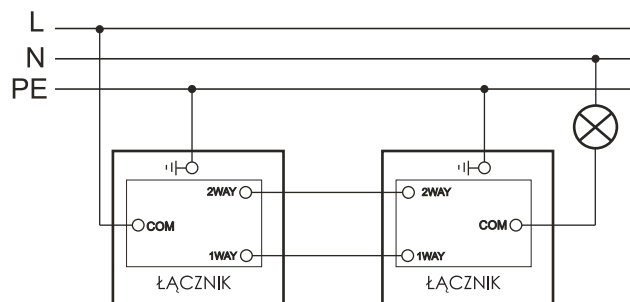 L
N
PE
2WAY 2WAY
COM COM
1WAY 1WAY
ŁĄCZNIK ŁĄCZNIK